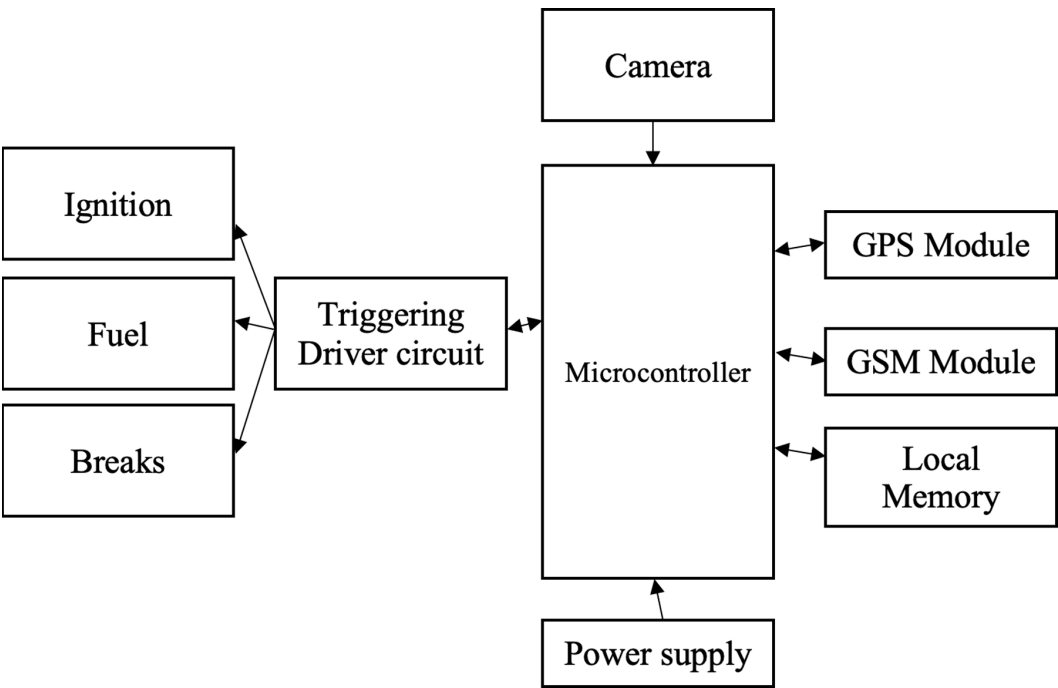 Camera
Ignition
GPS Module
Triggering
Driver circuit
Fuel
GSM Module
Microcontroller
Breaks
Local
Memory
Power supply